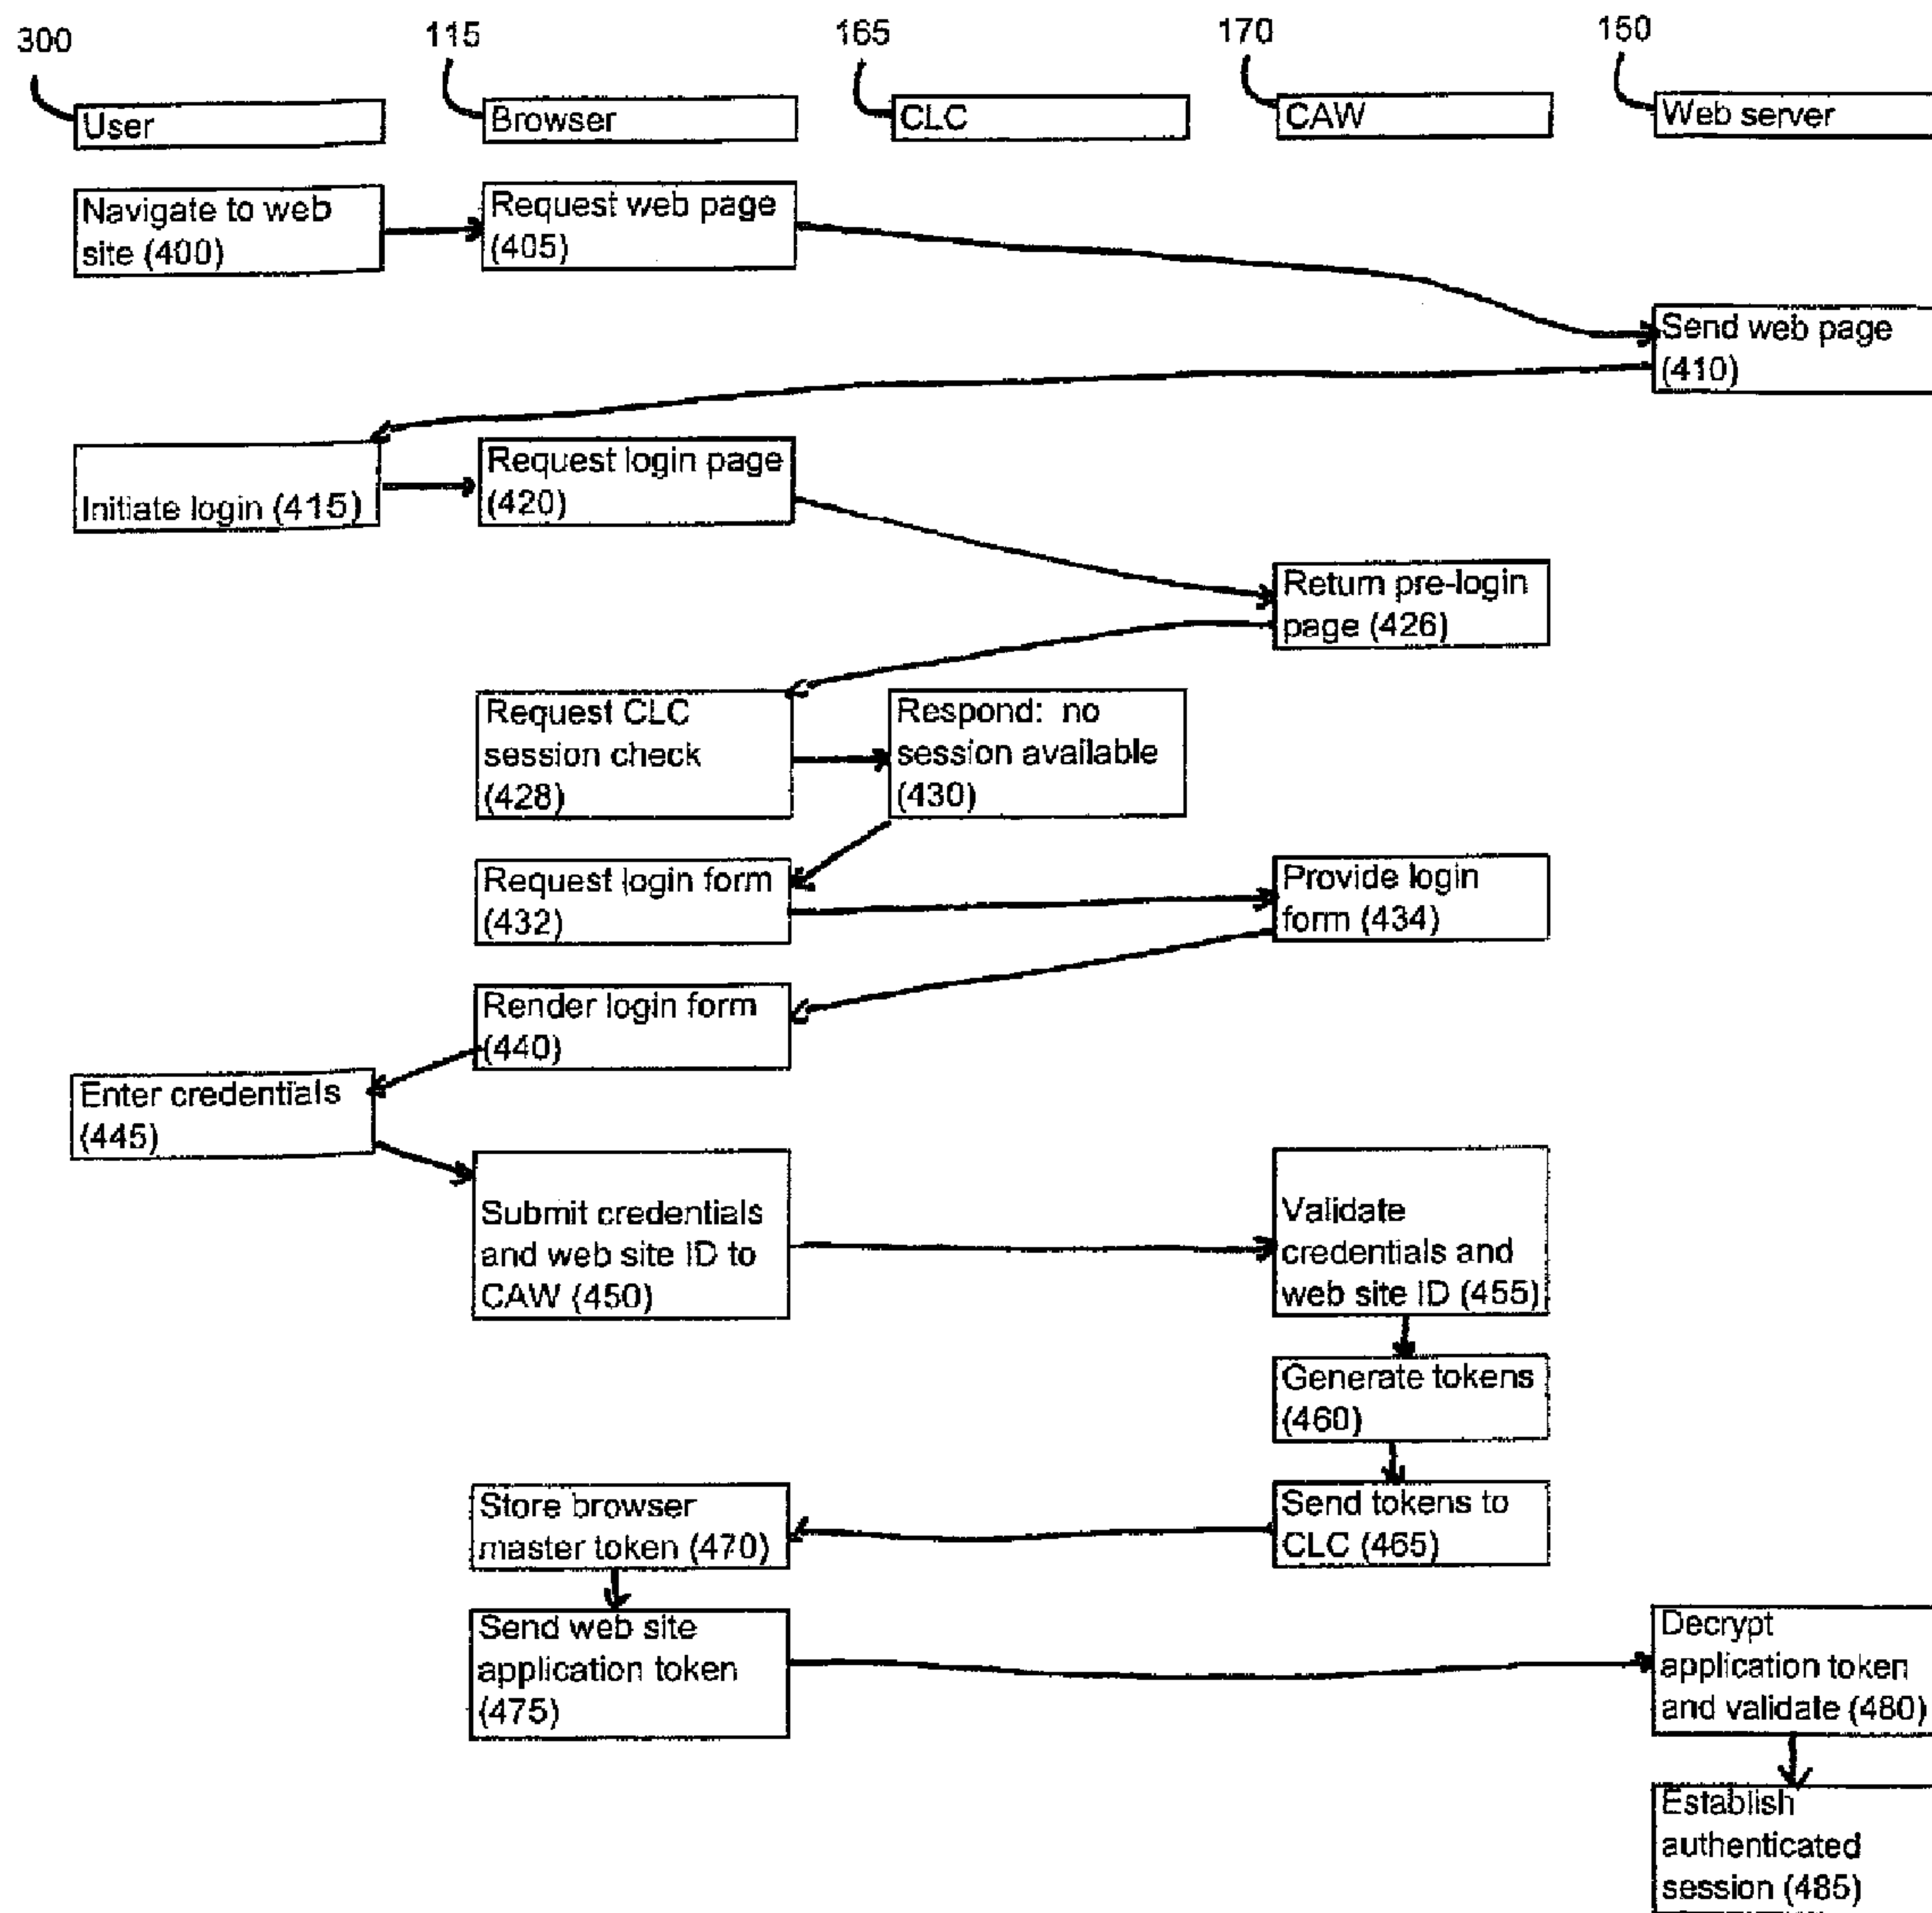 300
115
165
170
150
User
Browser
CLC
CAW
Web server
Navigate to web
site (400)
Request web page
(405)
Send web page
(410)
Initiate login (415)
Request login page
(420)
Return pre-login
page (426)
Request CLC
session check
(428)
Respond: no
session available
(430)
Request login form
(432)
Provide login
form (434)
Render login form
(440)
Enter credentials
(445)
Submit credentials
and web site ID to
CAW (450)
Validate
credentials and
web site ID (455)
Generate tokens
(460)
Send tokens to
CLC (465)
Store browser
master token (470)
Send web site
application token
(475)
Decrypt
application token
and validate (480)
Establish
authenticated
session (485)